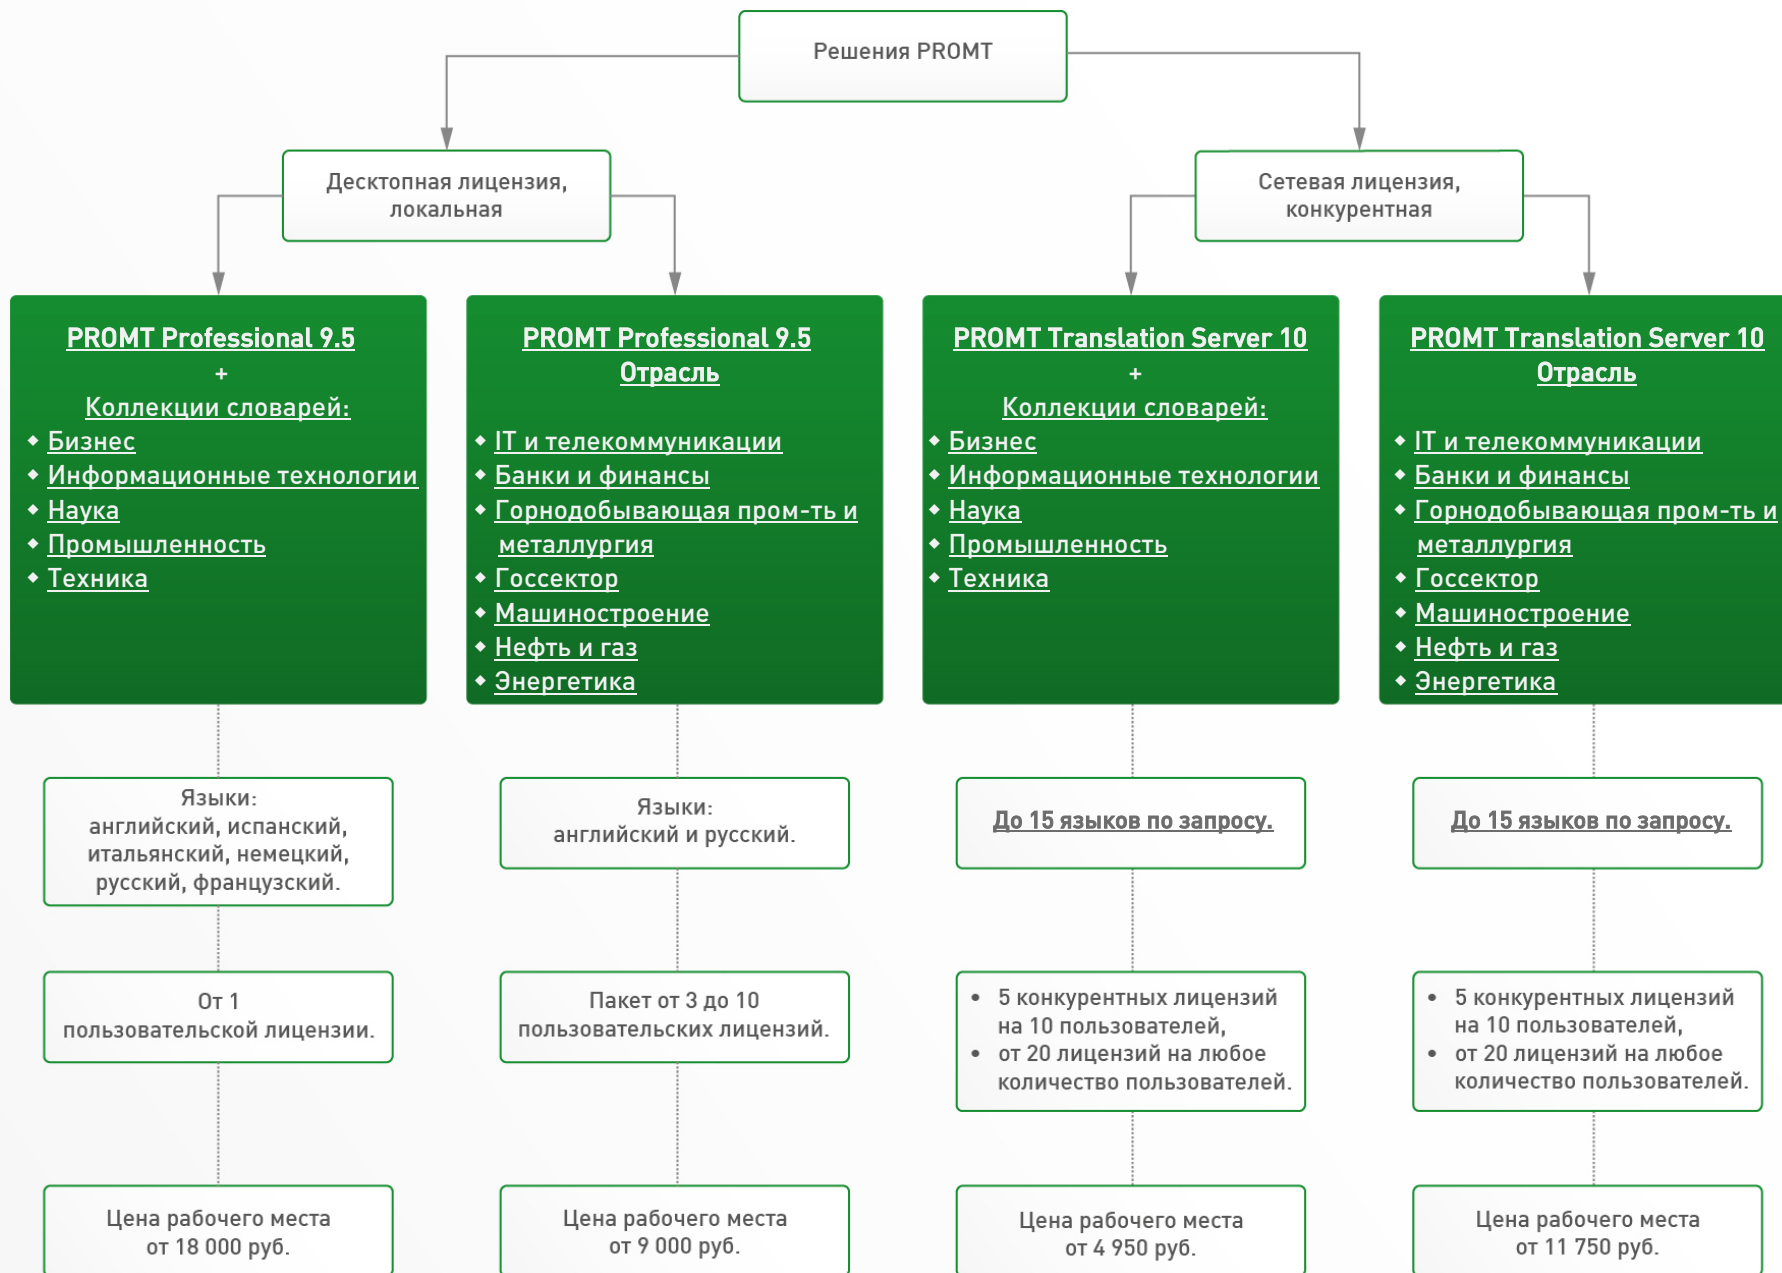 Решения PROMT
Десктопная лицензия,
локальная
Сетевая лицензия,
конкурентная
PROMT Professional 9.5
+
Коллекции словарей:
◆ Бизнес
◆ Информационные технологии
◆ Наука
◆ Промышленность
◆ Техника
PROMT Professional 9.5
Отрасль
◆ IT и телекоммуникации
◆ Банки и финансы
◆ Горнодобывающая пром-ть и
металлургия
◆ Госсектор
◆ Машиностроение
◆ Нефть и газ
◆ Энергетика
PROMT Translation Server 10
+
Коллекции словарей:
◆ Бизнес
◆ Информационные технологии
◆ Наука
◆ Промышленность
◆ Техника
PROMT Translation Server 10
Отрасль
◆ IT и телекоммуникации
◆ Банки и финансы
◆ Горнодобывающая пром-ть и
металлургия
◆ Госсектор
◆ Машиностроение
◆ Нефть и газ
◆ Энергетика
Языки:
английский, испанский,
итальянский, немецкий,
русский, французский.
Языки:
английский и русский.
До 15 языков по запросу.
До 15 языков по запросу.
От 1
пользовательской лицензии.
Пакет от 3 до 10
пользовательских лицензий.
• 5 конкурентных лицензий
на 10 пользователей,
• от 20 лицензий на любое
количество пользователей.
• 5 конкурентных лицензий
на 10 пользователей,
• от 20 лицензий на любое
количество пользователей.
Цена рабочего места
от 18 000 руб.
Цена рабочего места
от 9 000 руб.
Цена рабочего места
от 4 950 руб.
Цена рабочего места
от 11 750 руб.